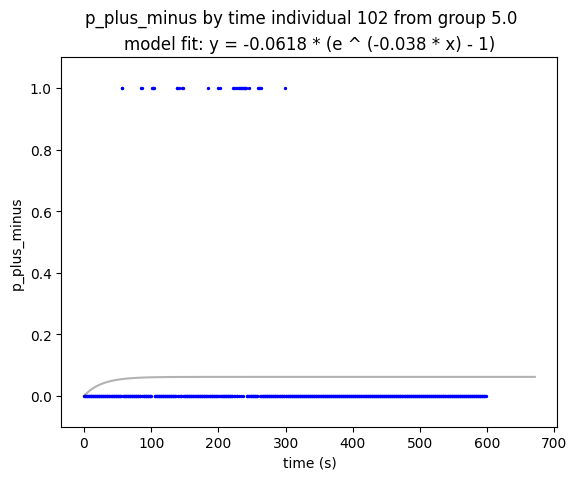 p_plus_minus by time individual 102 from group 5.0
model fit: y = -0.0618 * (e ^ (-0.038 * x) - 1)
1.0
0.8
0.6
0.4
0.2
0.0
p_plus_minus
0 100 200 300 400 500 600 700
time (s)